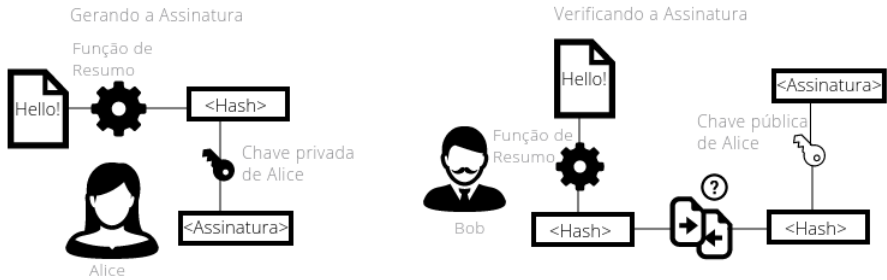 Gerando a Assinatura
Função de
Resumo
Hello!
<Hash>
Chave privada
de Alice
<Assinatura>
Alice
Verificando a Assinatura
Hello!
Função de
Resumo
Bob
<Hash>
<Assinatura>
Chave pública
de Alice
?
<Hash>